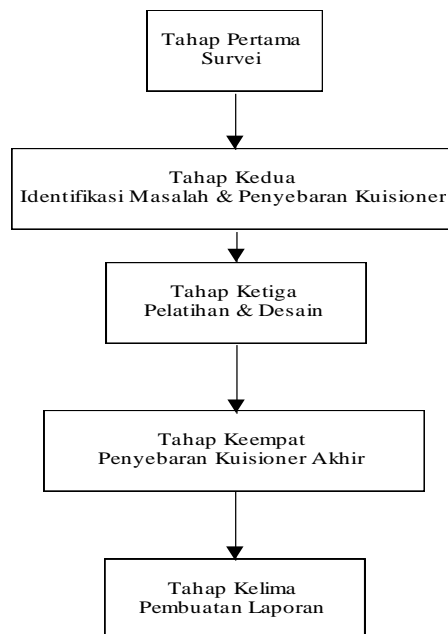 Tahap Pertama
Survei
Tahap Kedua
Identifikasi Masalah & Penyebaran Kuisioner
Tahap Ketiga
Pelatihan & Desain
Tahap Keempat
Penyebaran Kuisioner Akhir
Tahap Kelima
Pembuatan Laporan